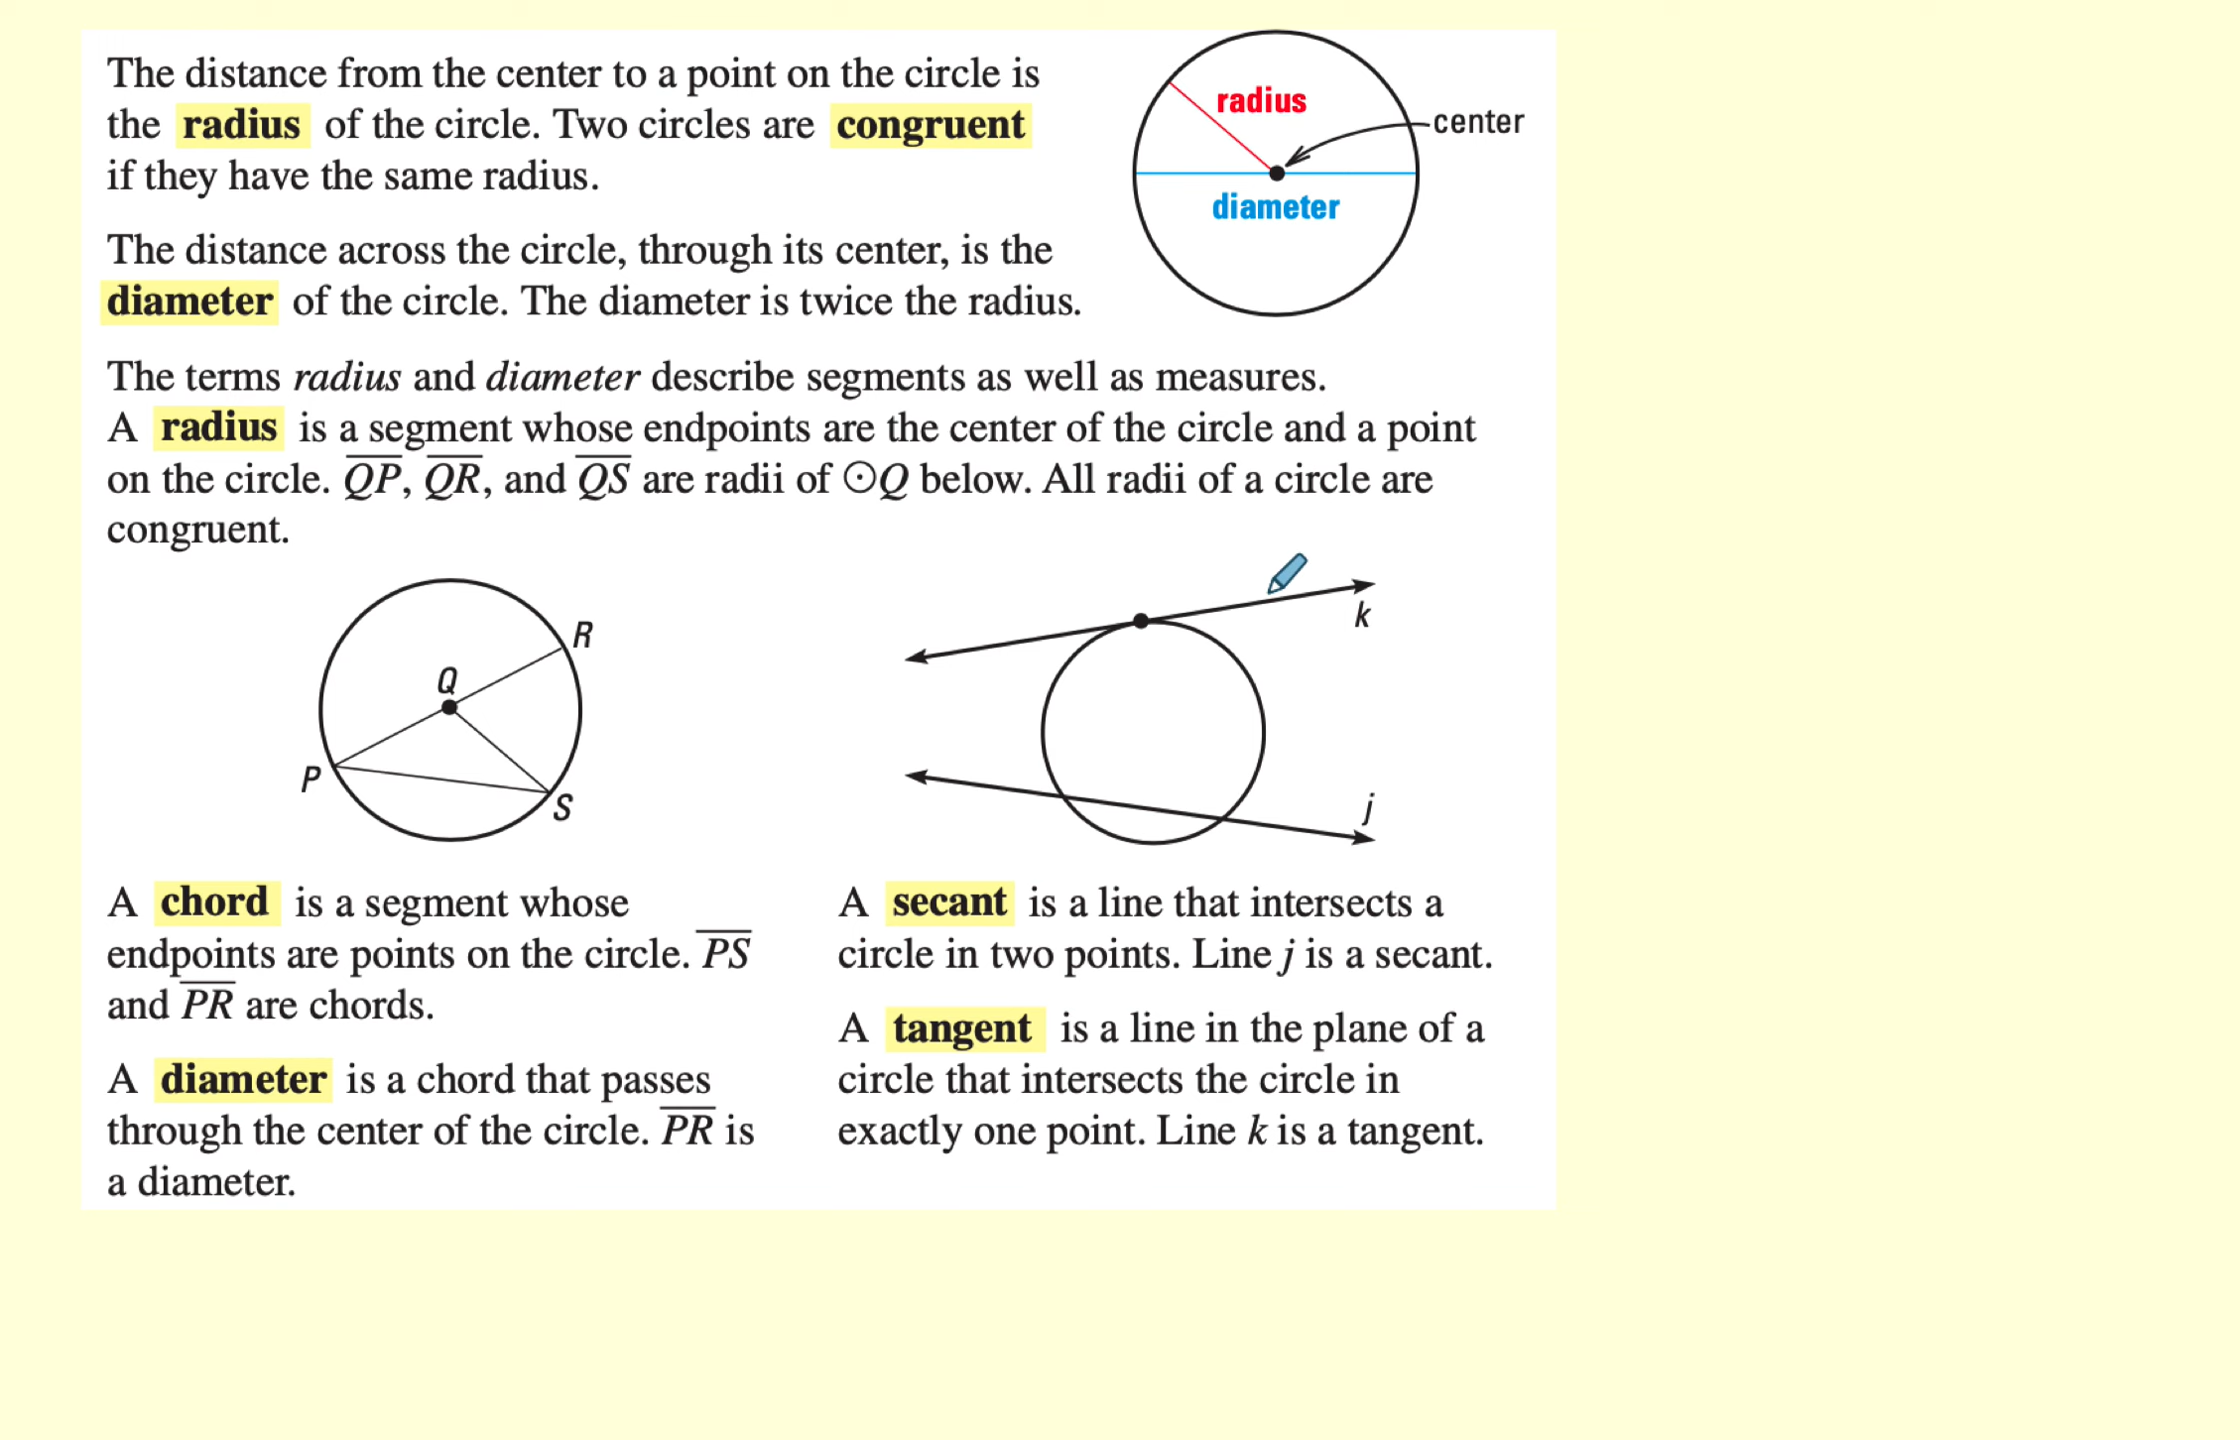 The distance from the center to a point on the circle is
the radius of the circle. Two circles are congruent
if they have the same radius.
radius
center
diameter
The distance across the circle, through its center, is the
diameter of the circle. The diameter is twice the radius.
The terms radius and diameter describe segments as well as measures.
A radius is a segment whose endpoints are the center of the circle and a point
on the circle. QP, QR, and QS are radii of ⊙Q below. All radii of a circle are
congruent.
R
Q
P
S
k
j
A chord is a segment whose
endpoints are points on the circle. PS
and PR are chords.
A diameter is a chord that passes
through the center of the circle. PR is
a diameter.
A secant is a line that intersects a
circle in two points. Line j is a secant.
A tangent is a line in the plane of a
circle that intersects the circle in
exactly one point. Line k is a tangent.